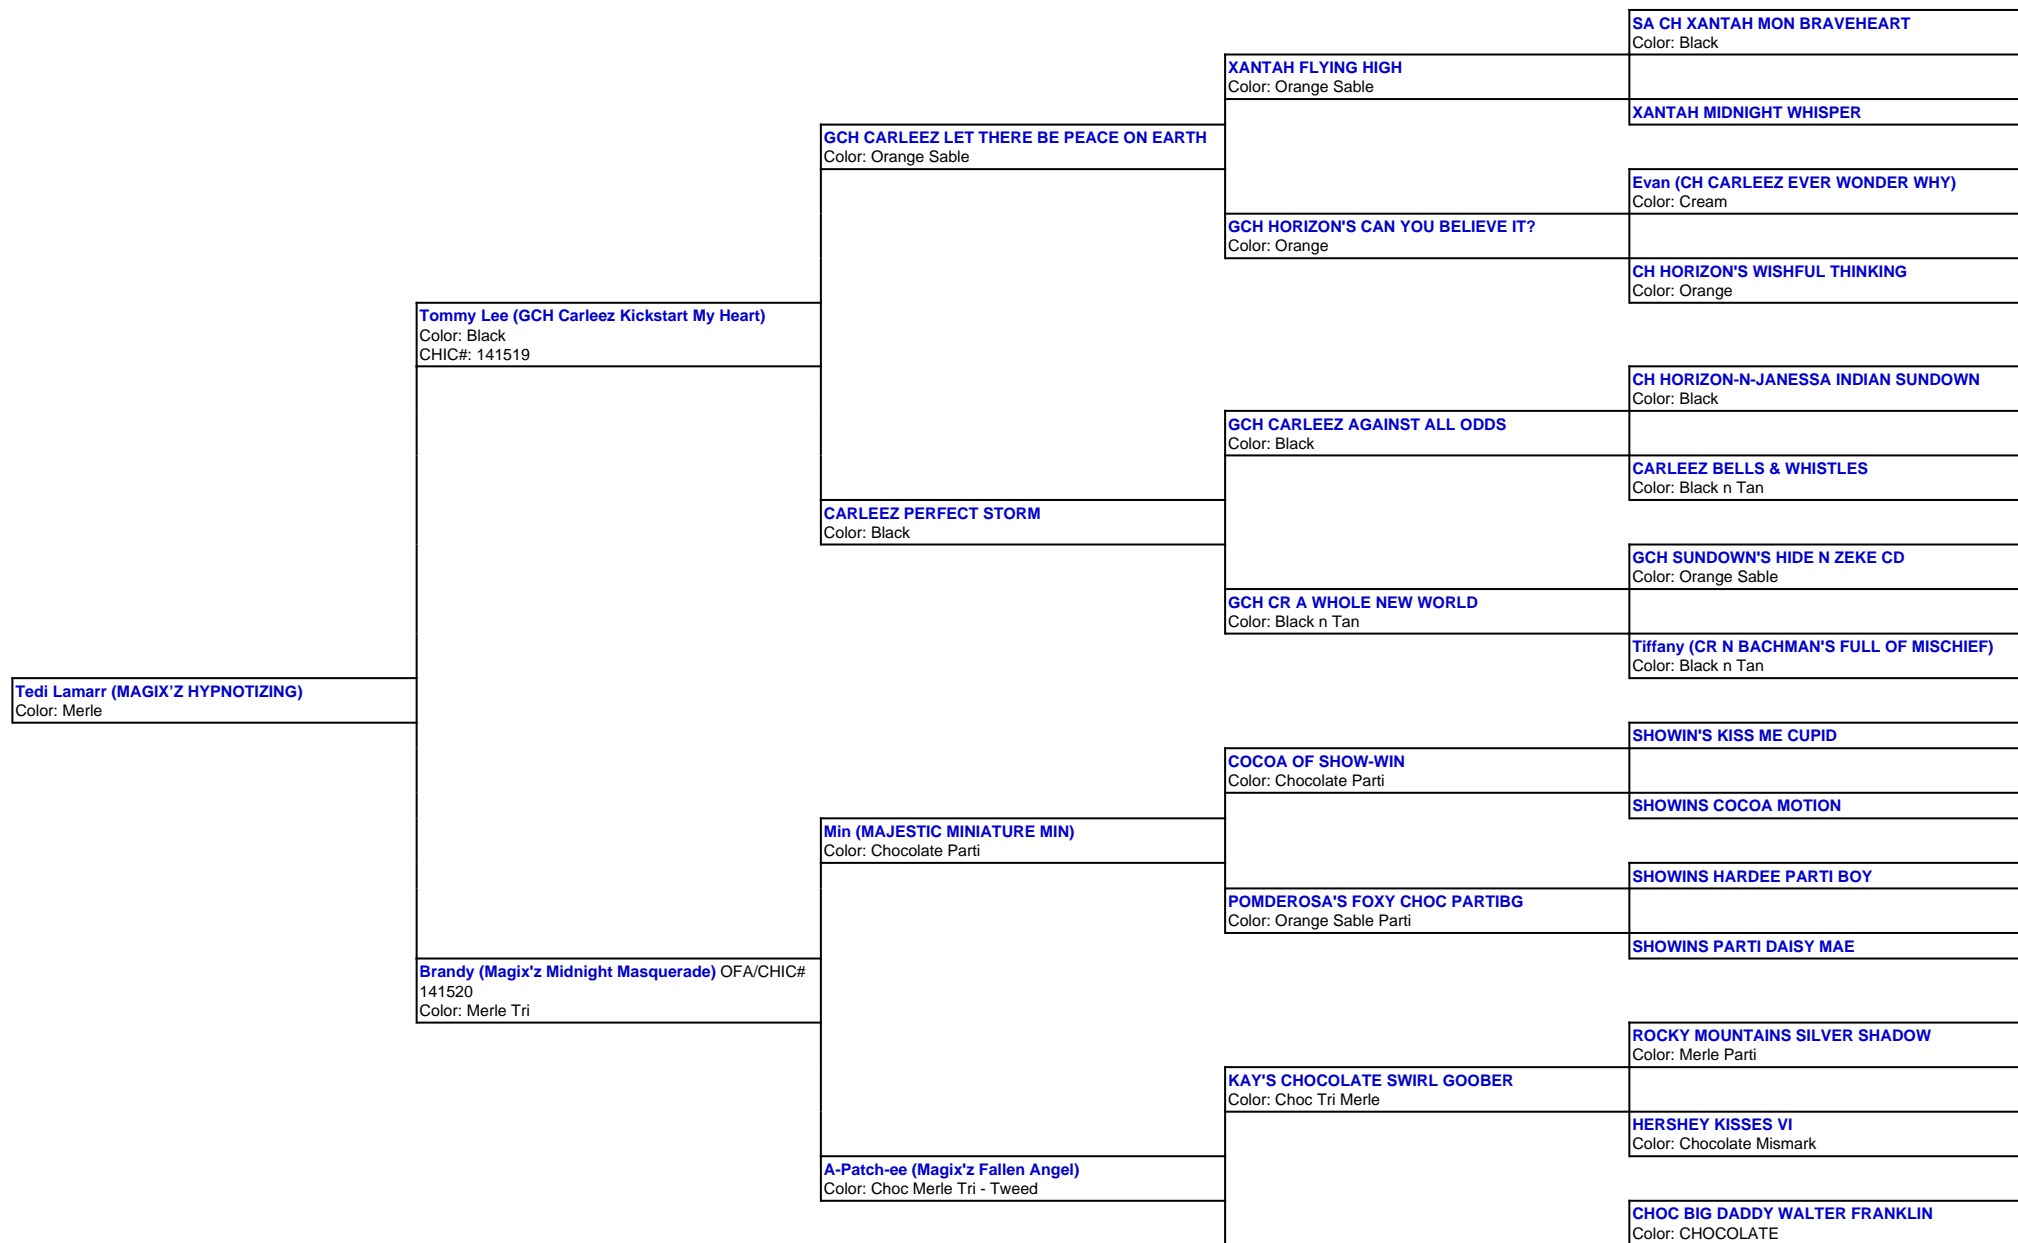 SA CH XANTAH MON BRAVEHEART
Color: Black
XANTAH FLYING HIGH
Color: Orange Sable
XANTAH MIDNIGHT WHISPER
GCH CARLEEZ LET THERE BE PEACE ON EARTH
Color: Orange Sable
Evan (CH CARLEEZ EVER WONDER WHY)
Color: Cream
GCH HORIZON'S CAN YOU BELIEVE IT?
Color: Orange
CH HORIZON'S WISHFUL THINKING
Color: Orange
Tommy Lee (GCH Carleez Kickstart My Heart)
Color: Black
CHIC#: 141519
CH HORIZON-N-JANESSA INDIAN SUNDOWN
Color: Black
GCH CARLEEZ AGAINST ALL ODDS
Color: Black
CARLEEZ BELLS & WHISTLES
Color: Black n Tan
CARLEEZ PERFECT STORM
Color: Black
GCH SUNDOWN'S HIDE N ZEKE CD
Color: Orange Sable
GCH CR A WHOLE NEW WORLD
Color: Black n Tan
Tiffany (CR N BACHMAN'S FULL OF MISCHIEF)
Color: Black n Tan
Tedi Lamarr (MAGIX’Z HYPNOTIZING)
Color: Merle
SHOWIN'S KISS ME CUPID
COCOA OF SHOW-WIN
Color: Chocolate Parti
SHOWINS COCOA MOTION
Min (MAJESTIC MINIATURE MIN)
Color: Chocolate Parti
SHOWINS HARDEE PARTI BOY
POMDEROSA'S FOXY CHOC PARTIBG
Color: Orange Sable Parti
SHOWINS PARTI DAISY MAE
Brandy (Magix'z Midnight Masquerade) OFA/CHIC#
141520
Color: Merle Tri
ROCKY MOUNTAINS SILVER SHADOW
Color: Merle Parti
KAY'S CHOCOLATE SWIRL GOOBER
Color: Choc Tri Merle
HERSHEY KISSES VI
Color: Chocolate Mismark
A-Patch-ee (Magix'z Fallen Angel)
Color: Choc Merle Tri - Tweed
CHOC BIG DADDY WALTER FRANKLIN
Color: CHOCOLATE